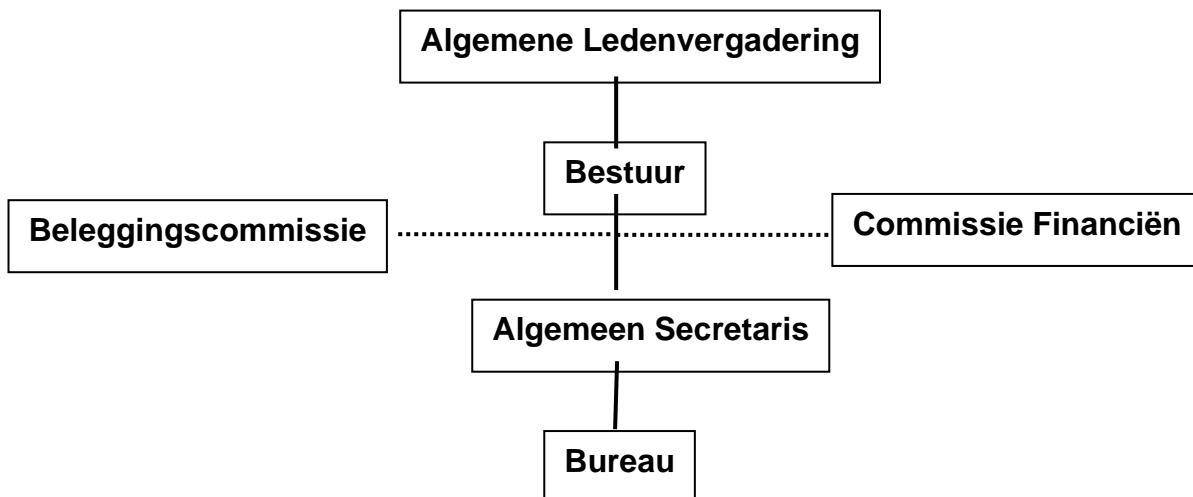 Algemene Ledenvergadering
Bestuur
Beleggingscommissie
Commissie Financiën
Algemeen Secretaris
Bureau